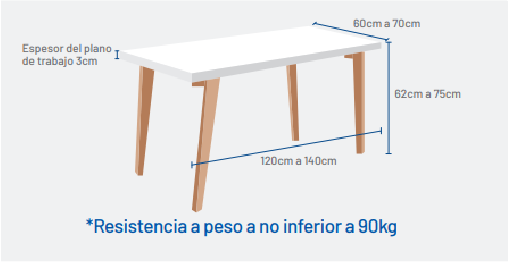 60cm a 70cm
Espesor del plano
de trabajo 3cm
62cm a 75cm
120cm a 140cm
*Resistencia a peso a no inferior a 90kg